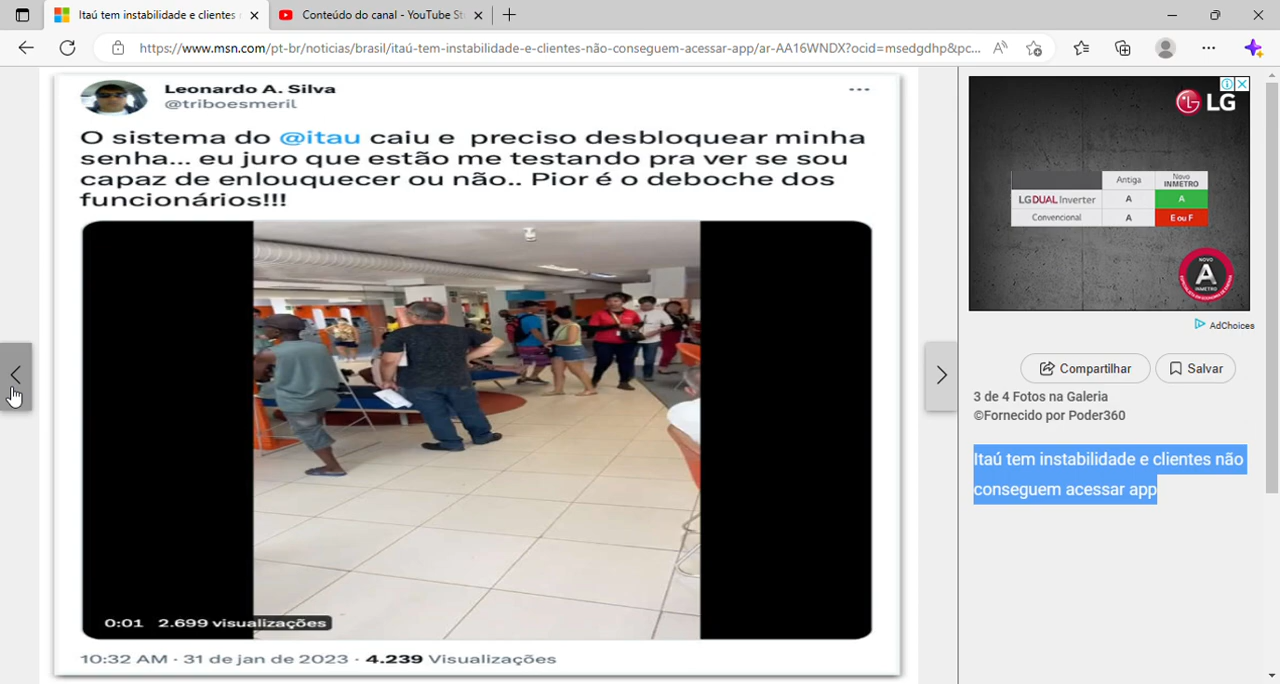 Itaú tem instabilidade e clientes
Conteúdo do canal - YouTube St
https://www.msn.com/pt-br/noticias/brasil/itaú-tem-instabilidade-e-clientes-não-conseguem-acessar-app/ar-AA16WNDX?ocid=msedgdhp&pc...
Leonardo A. Silva
@triboesmeril
O sistema do @itau caiu e preciso desbloquear minha
senha... eu juro que estão me testando pra ver se sou
capaz de enlouquecer ou não.. Pior é o deboche dos
funcionários!!!
0:01 2.699 visualizações
10:32 AM · 31 de jan de 2023 · 4.239 Visualizações
LG
Antiga
Novo
INMETRO
LG DUAL Inverter A A
Convencional A E ou F
NOVO
A
INMETRO
AdChoices
Compartilhar
Salvar
3 de 4 Fotos na Galeria
©Fornecido por Poder360
Itaú tem instabilidade e clientes não
conseguem acessar app